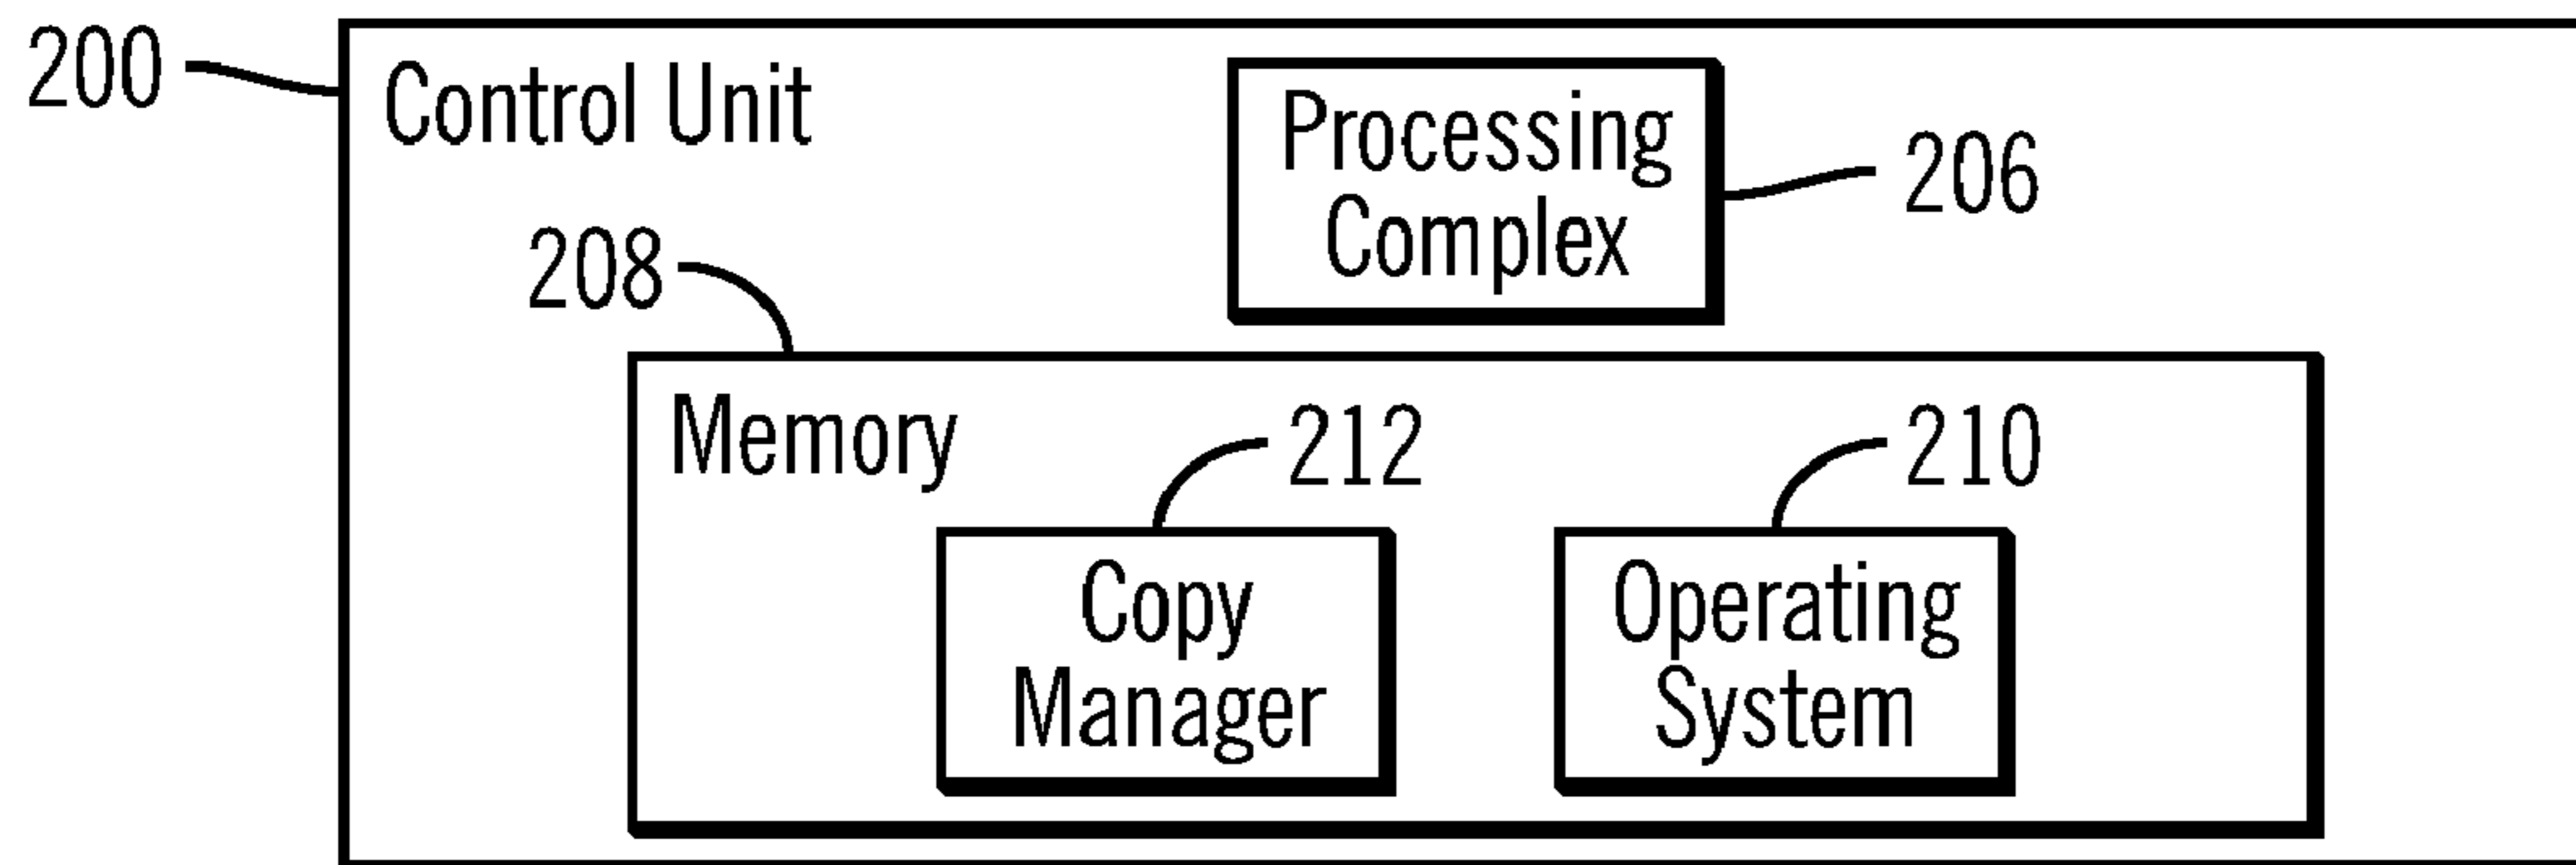 200
Control Unit
Processing
Complex
206
208
Memory
212
210
Copy
Manager
Operating
System